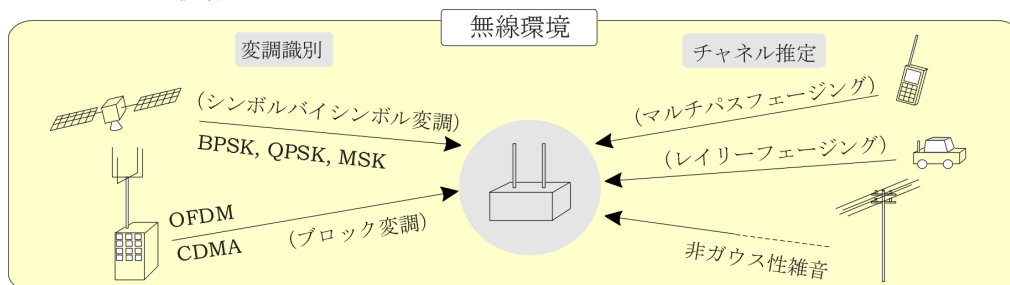 無線環境
変調識別
チャネル推定
(シンボルバイシンボル変調)
BPSK, QPSK, MSK
OFDM
CDMA
(ブロック変調)
(マルチパスフェージング)
(レイリーフェージング)
非ガウス性雑音